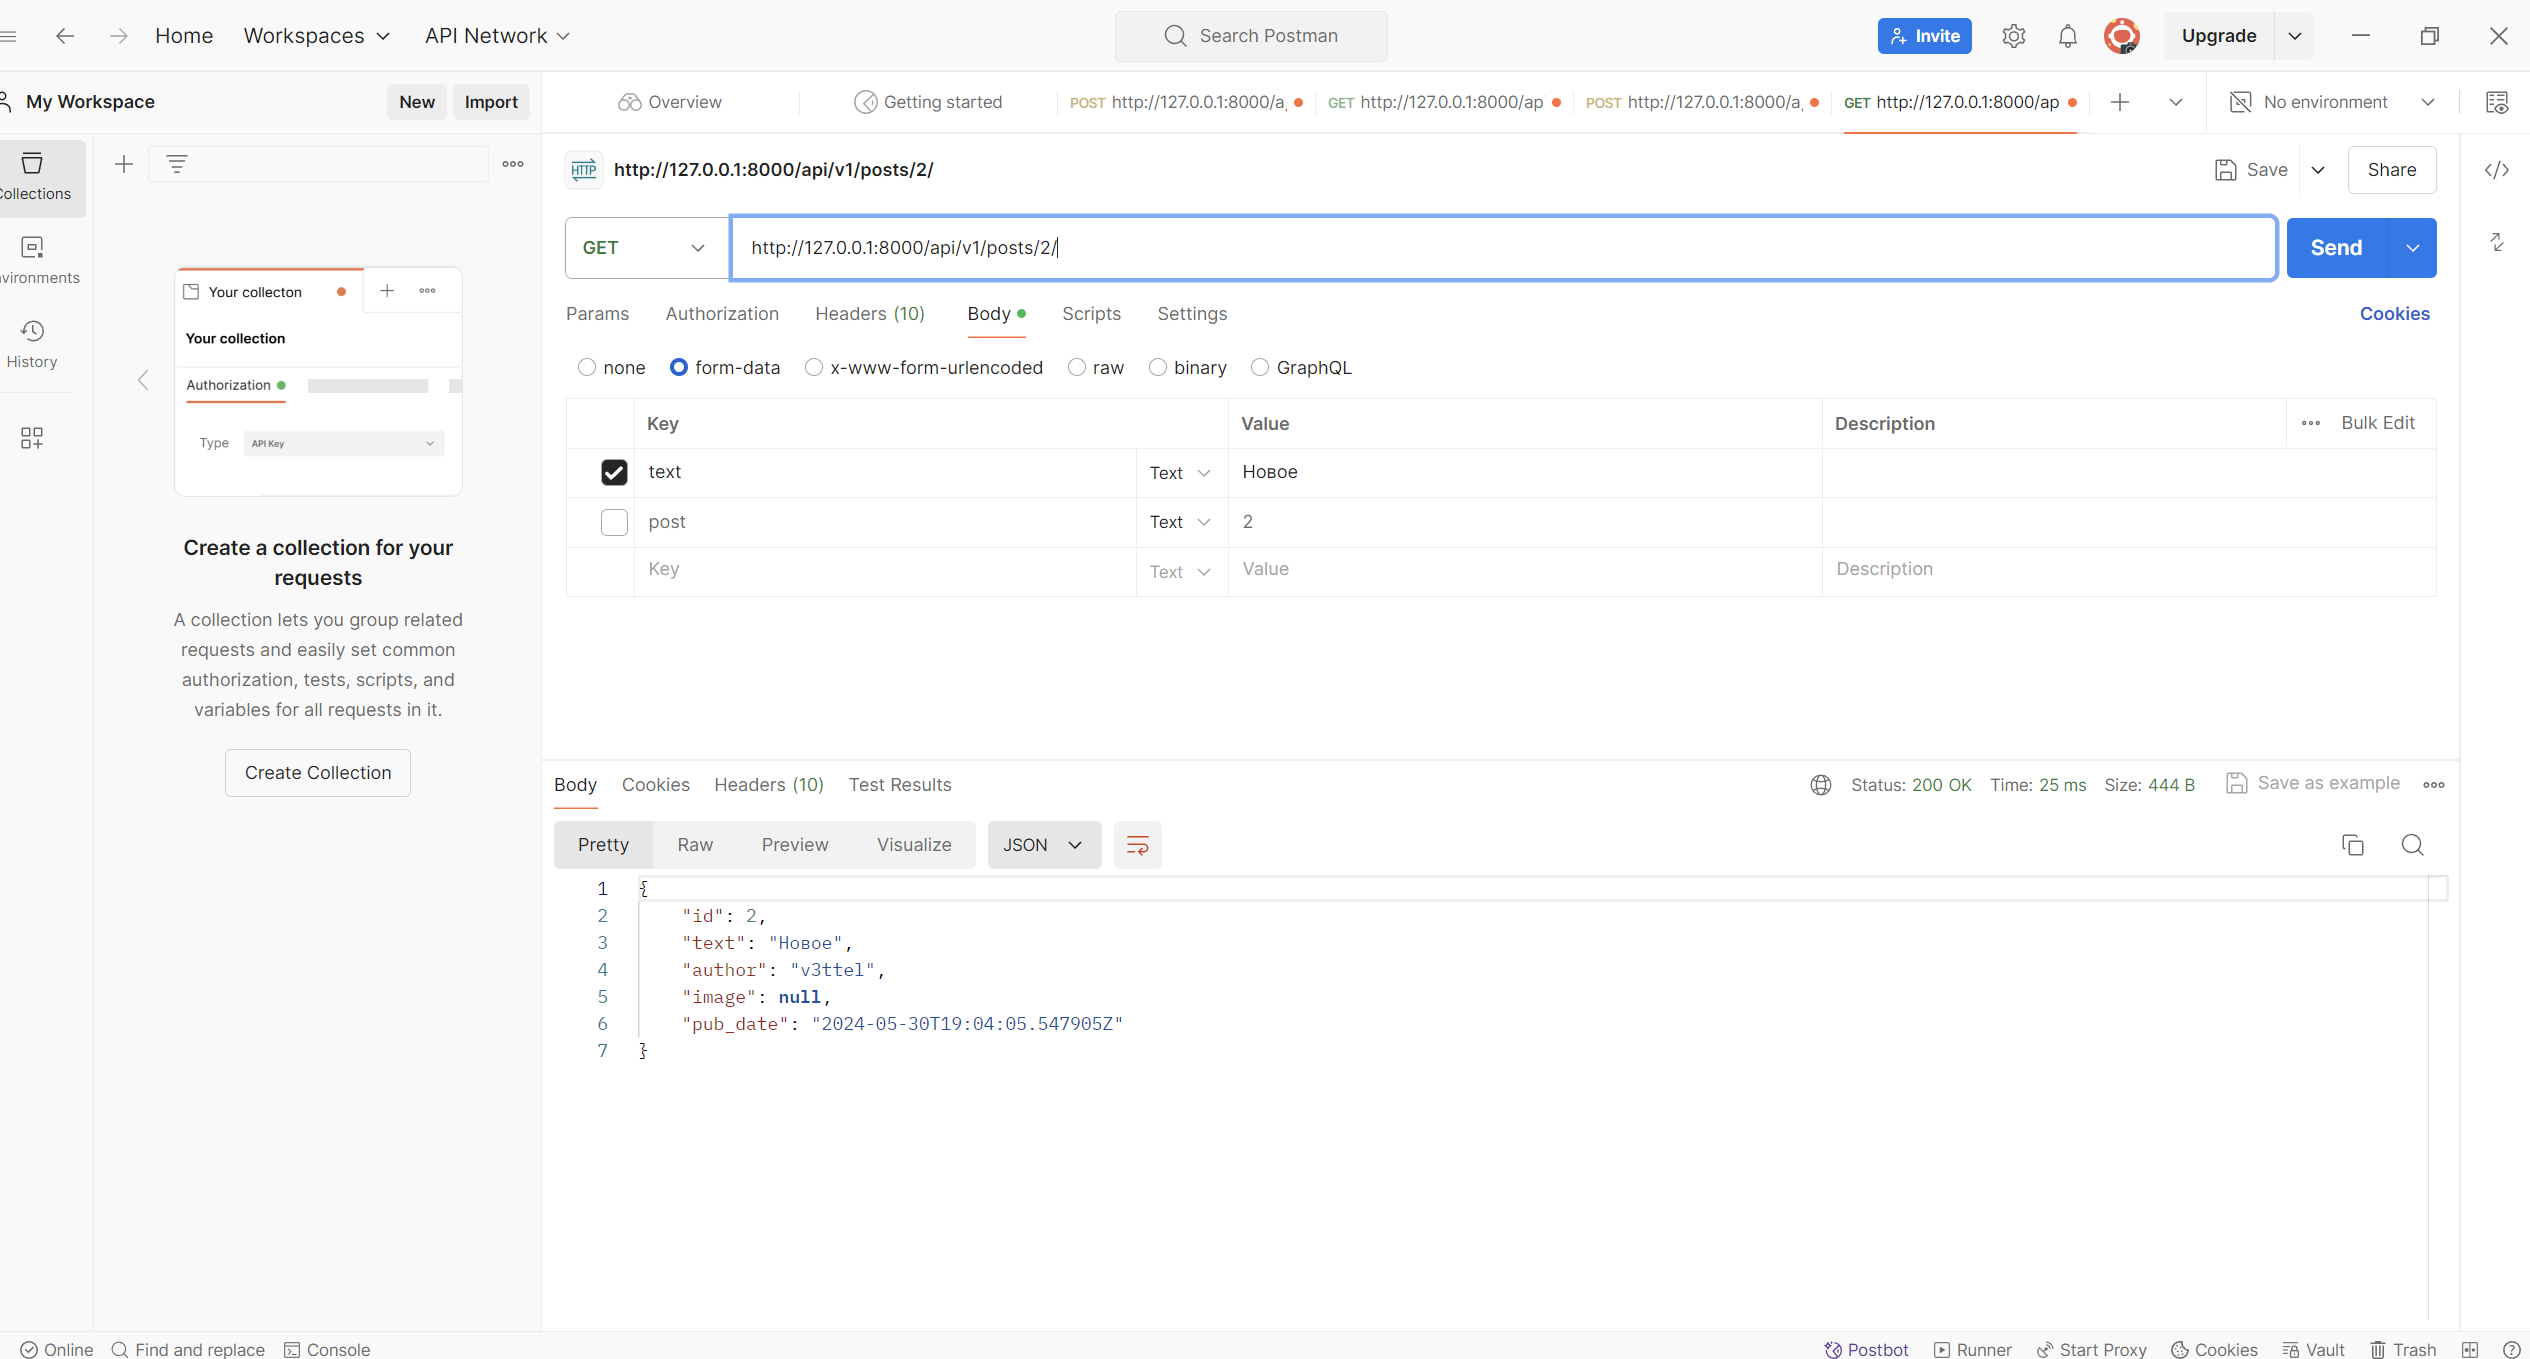 Home Workspaces API Network Search Postman Invite Upgrade
My Workspace New Import Overview Getting started POST http://127.0.0.1:8000/a GET http://127.0.0.1:8000/ap POST http://127.0.0.1:8000/a GET http://127.0.0.1:8000/ap No environment
HTTP http://127.0.0.1:8000/api/v1/posts/2/ Save Share
GET http://127.0.0.1:8000/api/v1/posts/2/ Send
Params Authorization Headers (10) Body Scripts Settings Cookies
none form-data x-www-form-urlencoded raw binary GraphQL
Key Value Description Bulk Edit
text Text Новое
post Text 2
Key Text Value Description
ollections
vironments
History
Your collecton
Your collection
Authorization
Type API Key
Create a collection for your
requests
A collection lets you group related
requests and easily set common
authorization, tests, scripts, and
variables for all requests in it.
Create Collection
Body Cookies Headers (10) Test Results Status: 200 OK Time: 25 ms Size: 444 B Save as example
Pretty Raw Preview Visualize JSON
1 {
2 "id": 2,
3 "text": "Новое",
4 "author": "v3ttel",
5 "image": null,
6 "pub_date": "2024-05-30T19:04:05.547905Z"
7 }
Online Find and replace Console Postbot Runner Start Proxy Cookies Vault Trash